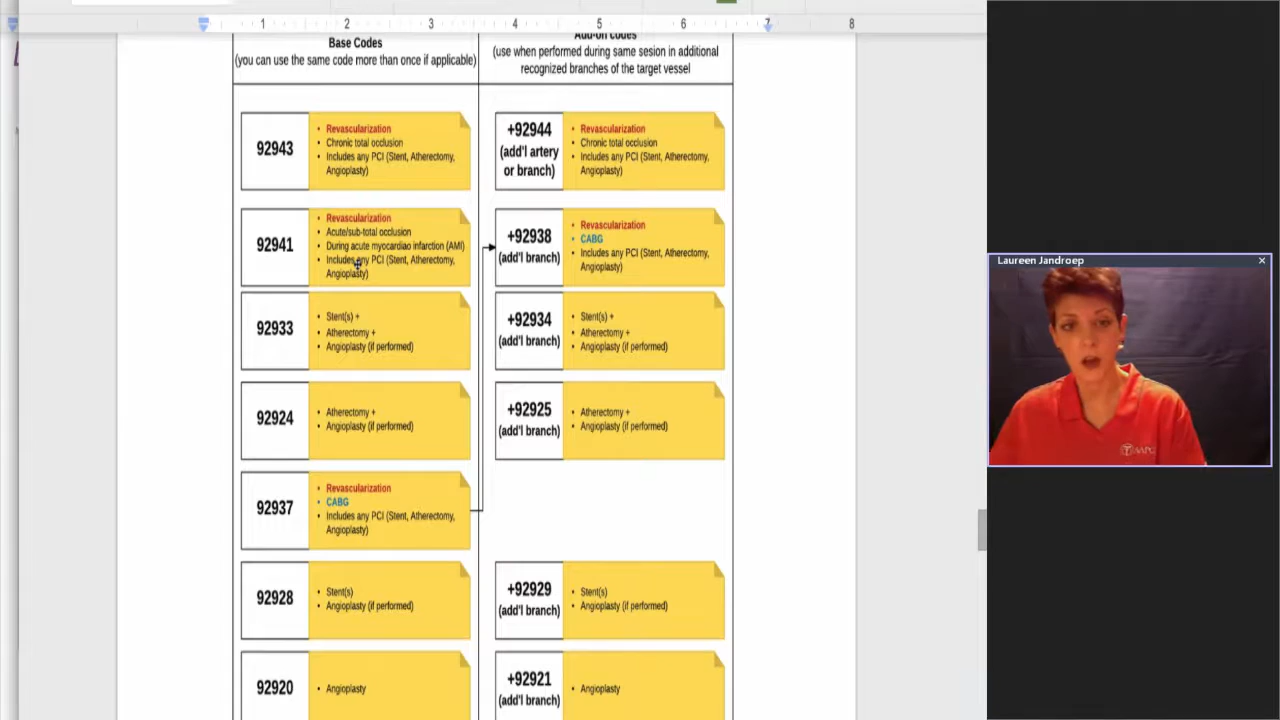 1 2 3 4 5 6 7 8
Base Codes
(you can use the same code more than once if applicable)
Add-on codes
(use when performed during same sesion in additional
recognized branches of the target vessel
92943
• Revascularization
• Chronic total occlusion
• Includes any PCI (Stent, Atherectomy,
Angioplasty)
+92944
(add'l artery
or branch)
• Revascularization
• Chronic total occlusion
• Includes any PCI (Stent, Atherectomy,
Angioplasty)
92941
• Revascularization
• Acute/sub-total occlusion
• During acute myocardiao infarction (AMI)
• Includes any PCI (Stent, Atherectomy,
Angioplasty)
+92938
(add'l branch)
• Revascularization
• CABG
• Includes any PCI (Stent, Atherectomy,
Angioplasty)
92933
• Stent(s) +
• Atherectomy +
• Angioplasty (if performed)
+92934
(add'l branch)
• Stent(s) +
• Atherectomy +
• Angioplasty (if performed)
92924
• Atherectomy +
• Angioplasty (if performed)
+92925
(add'l branch)
• Atherectomy +
• Angioplasty (if performed)
92937
• Revascularization
• CABG
• Includes any PCI (Stent, Atherectomy,
Angioplasty)
92928
• Stent(s)
• Angioplasty (if performed)
+92929
(add'l branch)
• Stent(s)
• Angioplasty (if performed)
92920
• Angioplasty
+92921
(add'l branch)
• Angioplasty
Laureen Jandroep
AAPC